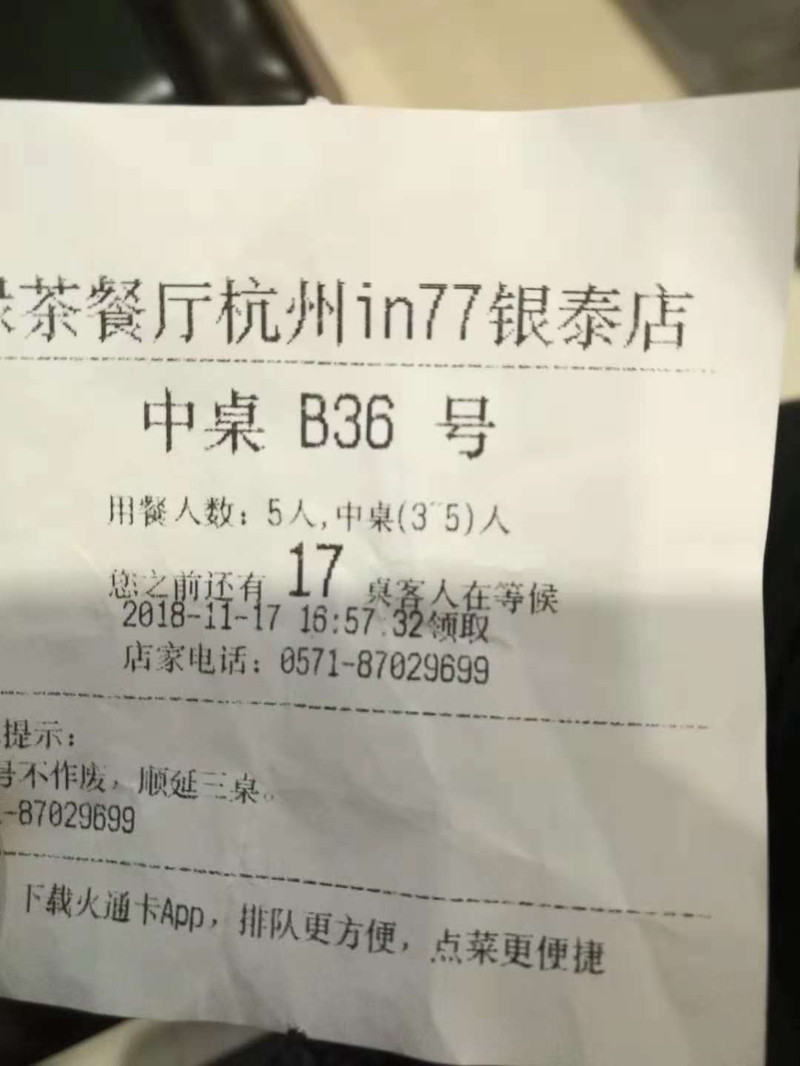 茶餐厅杭州in77银泰店
中桌 B36 号
用餐人数：5人,中桌(3~5)人
您之前还有 17 桌客人在等候
2018-11-17 16:57:32领取
店家电话：0571-87029699
提示：
号不作废，顺延三桌。
-87029699
下载火通卡App，排队更方便，点菜更便捷